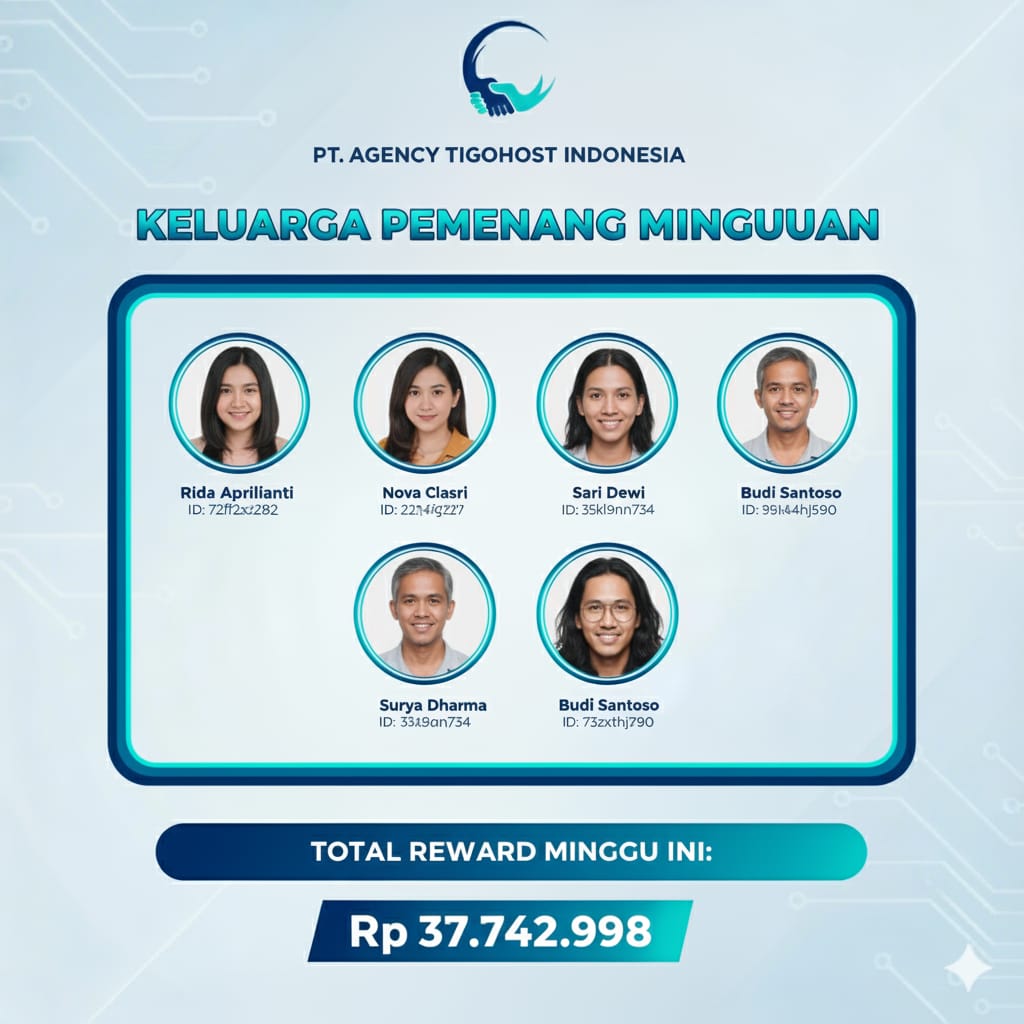 PT. AGENCY TIGOHOST INDONESIA
KELUARGA PEMENANG MINGUUAN
Rida Aprilianti
Nova Clasri
Sari Dewi
Budi Santoso
ID:
ID:
ID: 35kl9nn734
ID:
Surya Dharma
Budi Santoso
ID:
ID: 73zxthj790
TOTAL REWARD MINGGU INI:
Rp 37.742.998